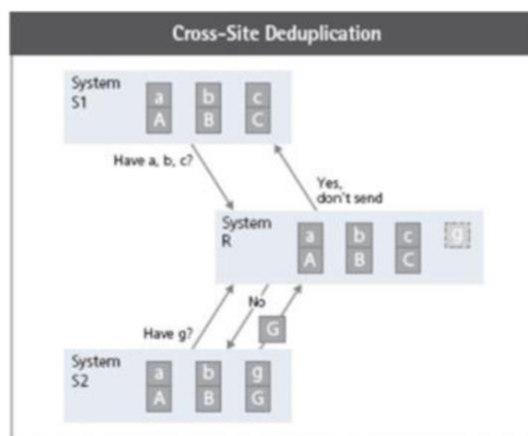 Cross-Site Deduplication
System
S1
a b c
A B C
Have a, b, c?
Yes,
don't send
System
R
a b c g
A B C
No
Have g?
G
System
S2
a b g
A B G